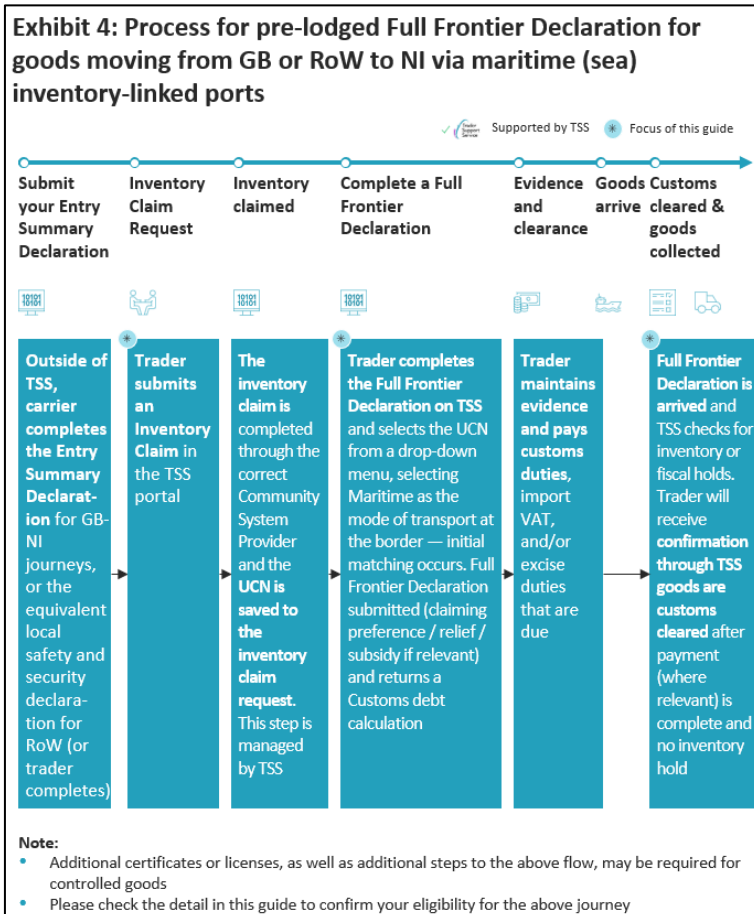 Exhibit 4: Process for pre-lodged Full Frontier Declaration for
goods moving from GB or RoW to NI via maritime (sea)
inventory-linked ports
Trader
Support
Service
Supported by TSS
Focus of this guide
Submit
your Entry
Summary
Declaration
Inventory
Claim
Request
Inventory
claimed
Complete a Full
Frontier
Declaration
Evidence
and
clearance
Goods
arrive
Customs
cleared &
goods
collected
10101
10101
10101
10101
10101
10101
Outside of
TSS,
carrier
completes
the Entry
Summary
Declarat-
ion for GB-
NI
journeys,
or the
equivalent
local
safety and
security
declara-
tion for
RoW (or
trader
completes)
Trader
submits
an
Inventory
Claim in
the TSS
portal
The
inventory
claim is
completed
through the
correct
Community
System
Provider
and the
UCN is
saved to
the
inventory
claim
request.
This step is
managed
by TSS
Trader completes
the Full Frontier
Declaration on TSS
and selects the UCN
from a drop-down
menu, selecting
Maritime as the
mode of transport at
the border — initial
matching occurs. Full
Frontier Declaration
submitted (claiming
preference / relief /
subsidy if relevant)
and returns a
Customs debt
calculation
Trader
maintains
evidence
and pays
customs
duties,
import
VAT,
and/or
excise
duties
that are
due
Full Frontier
Declaration is
arrived and
TSS checks for
inventory or
fiscal holds.
Trader will
receive
confirmation
through TSS
goods are
customs
cleared after
payment
(where
relevant) is
complete and
no inventory
hold
Note:
• Additional certificates or licenses, as well as additional steps to the above flow, may be required for
controlled goods
• Please check the detail in this guide to confirm your eligibility for the above journey